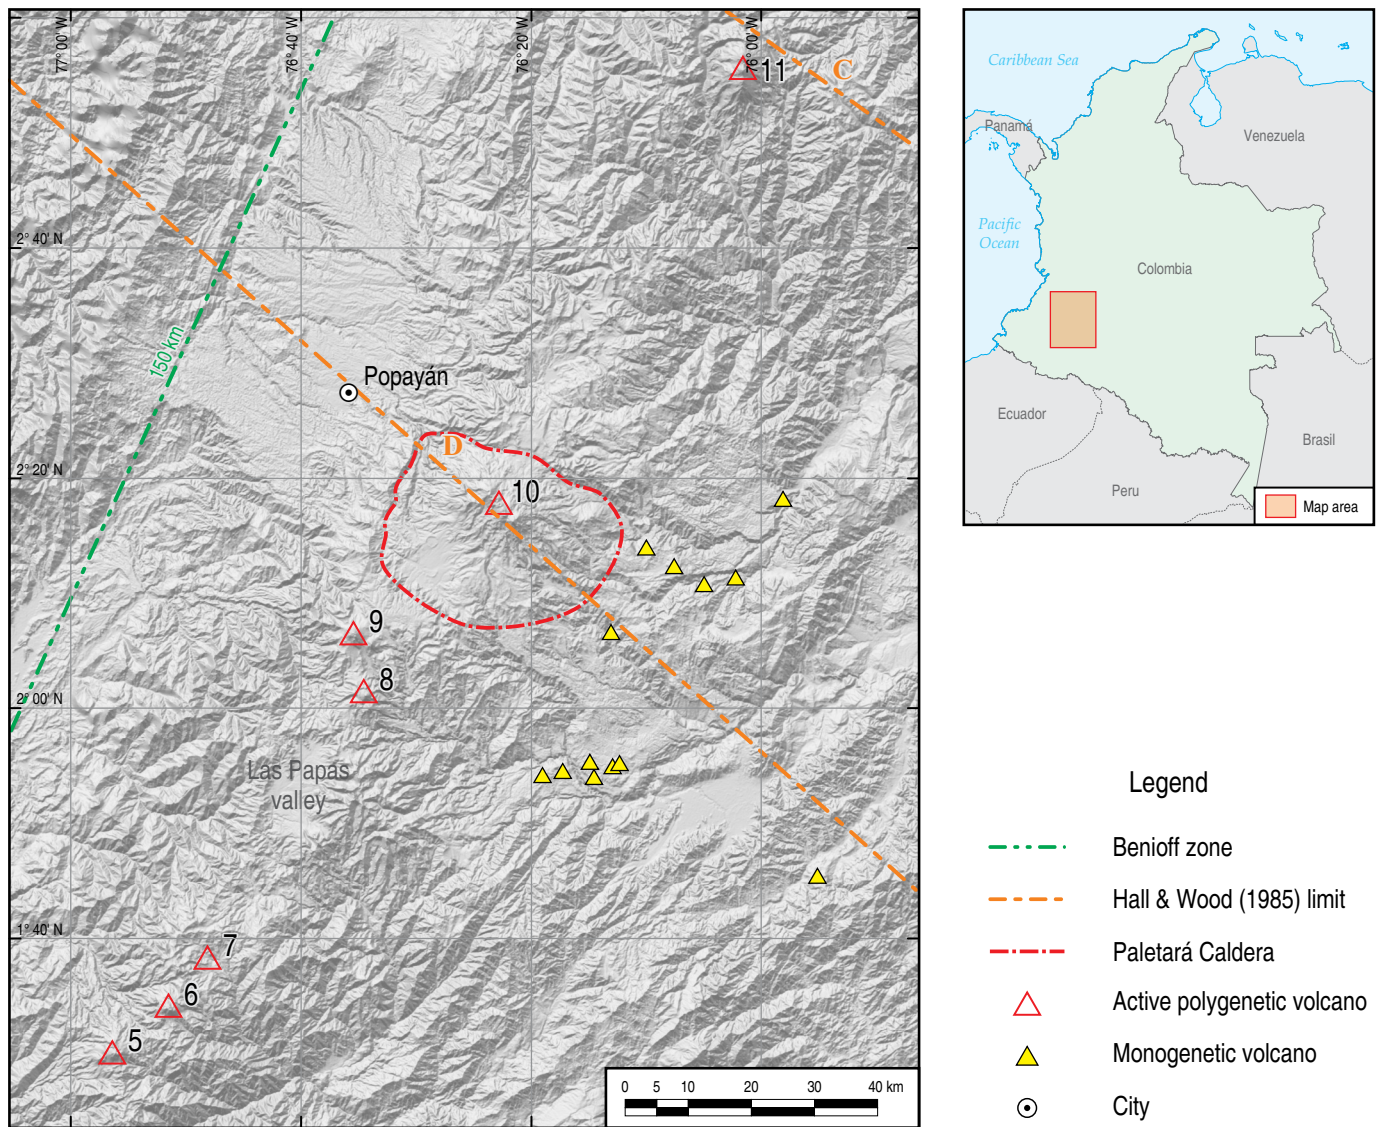 77° 00' W
76° 40' W
76° 20' W
76° 00' W
11
C
2° 40' N
150 km
Popayán
D
2° 20' N
10
9
8
2° 00' N
Las Papas
valley
1° 40' N
7
6
5
0 5 10 20 30 40 km
Caribbean Sea
Panamá
Venezuela
Pacific
Ocean
Colombia
Ecuador
Brasil
Peru
Map area
Legend
Benioff zone
Hall & Wood (1985) limit
Paletará Caldera
Active polygenetic volcano
Monogenetic volcano
City